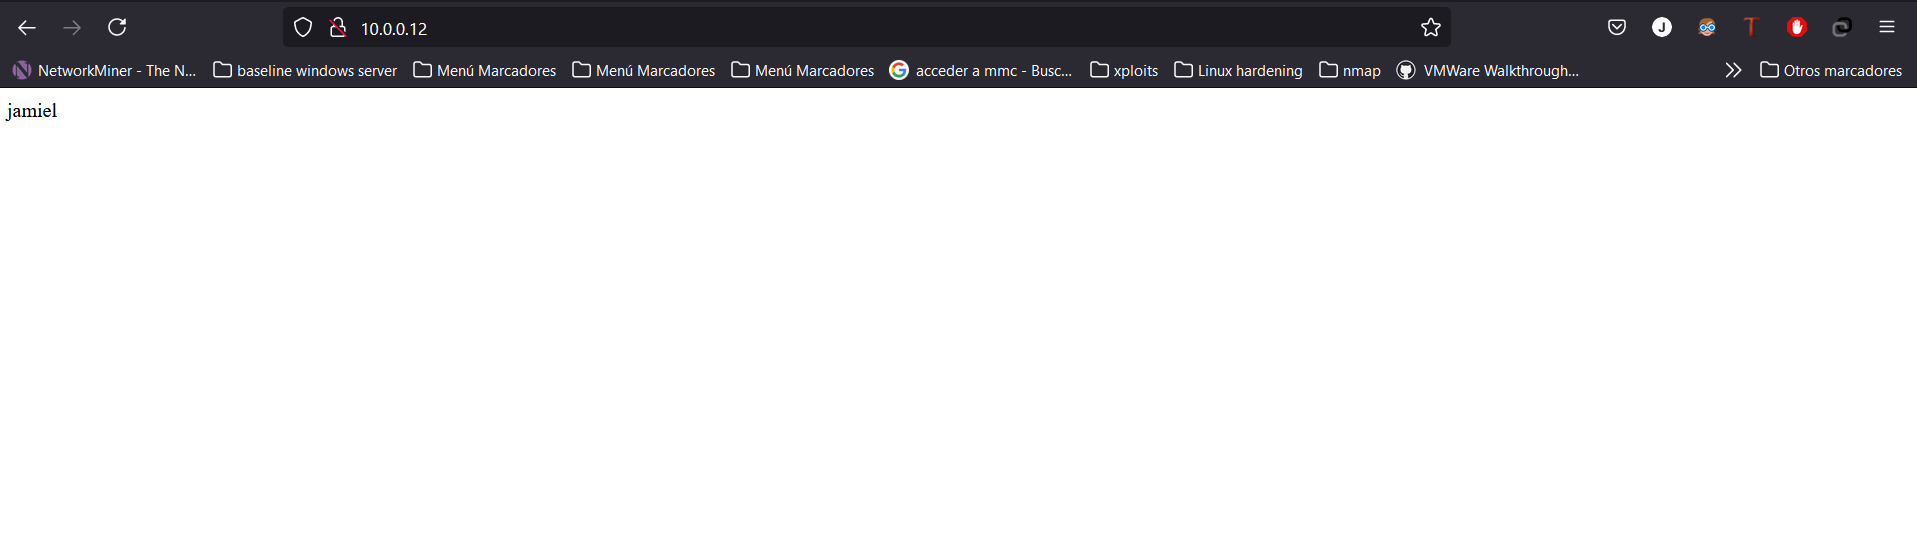 10.0.0.12
J T
NetworkMiner - The N... baseline windows server Menú Marcadores Menú Marcadores Menú Marcadores acceder a mmc - Busc... xploits Linux hardening nmap VMWare Walkthrough... Otros marcadores
jamiel